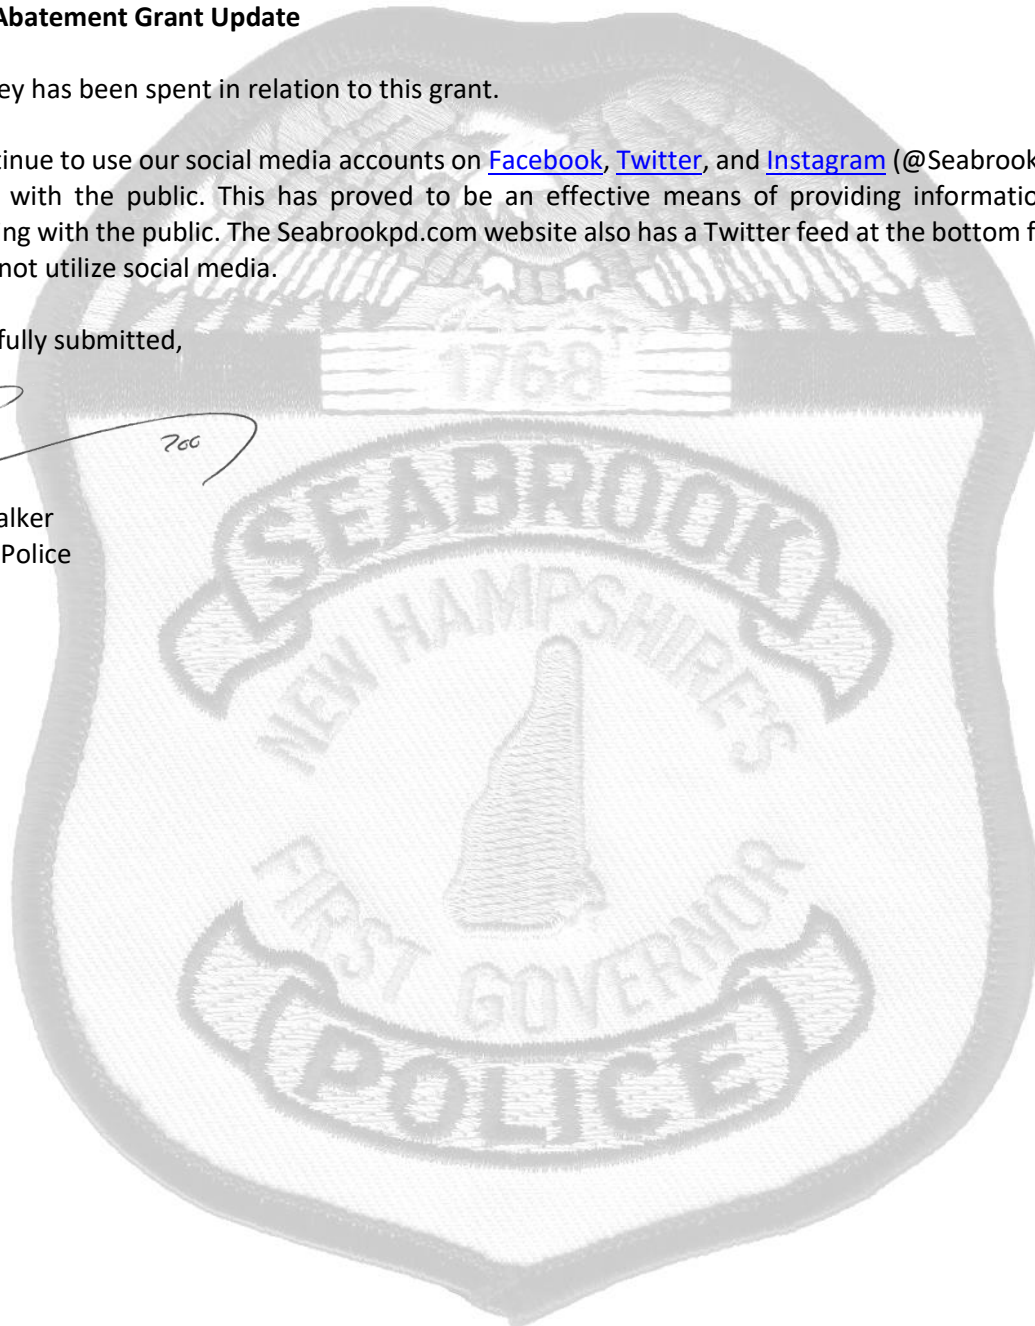 Abatement Grant Update
ey has been spent in relation to this grant.
tinue to use our social media accounts on Facebook, Twitter, and Instagram (@Seabrook
with the public. This has proved to be an effective means of providing informatio
ing with the public. The Seabrookpd.com website also has a Twitter feed at the bottom f
not utilize social media.
fully submitted,
700
alker
Police
1768
SEABROOK
NEW HAMPSHIRE'S
FIRST GOVERNOR
POLICE